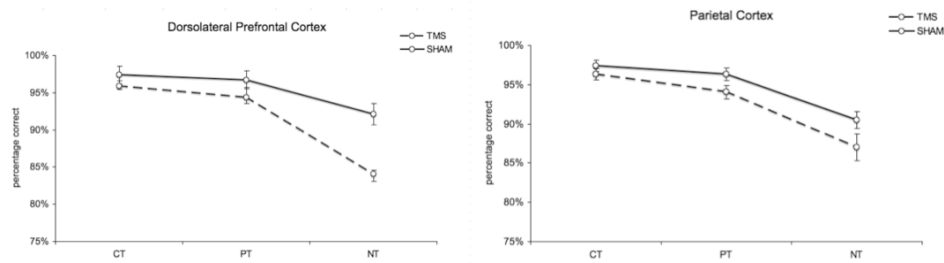 Dorsolateral Prefrontal Cortex
TMS
SHAM
100%
95%
90%
85%
80%
75%
percentage correct
CT
PT
NT
Parietal Cortex
TMS
SHAM
100%
95%
90%
85%
80%
75%
percentage correct
CT
PT
NT